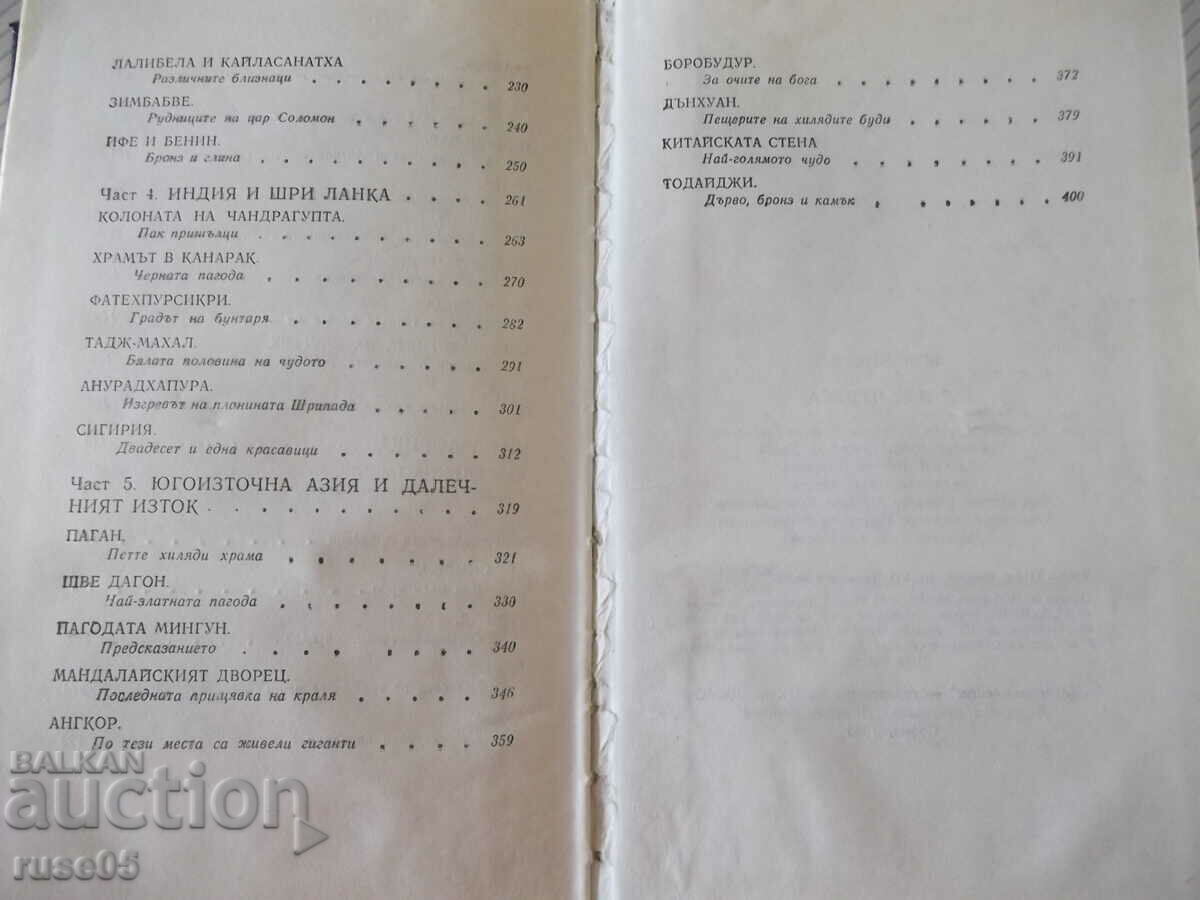 ЛАЛИБЕЛА И КАЙЛАСАНАТХА
Различните близнаци . . . . . . . . 230
ЗИМБАБВЕ.
Рудниците на цар Соломон . . . . . . 240
ИФЕ И БЕНИН.
Бронз и глина . . . . . . . . . . 250
Част 4. ИНДИЯ И ШРИ ЛАНКА . . . . 261
КОЛОНАТА НА ЧАНДРАГУПТА.
Пак пришълци . . . . . . . . . . 263
ХРАМЪТ В КАНАРАК.
Черната пагода . . . . . . . . . 270
ФАТЕХПУРСИКРИ.
Градът на бунтаря . . . . . . . . 282
ТАДЖ-МАХАЛ.
Бялата половина на чудото . . . . . . 291
АНУРАДХАПУРА.
Изгревът на планината Шрипада . . . . . 301
СИГИРИЯ.
Двадесет и една красавици . . . . . . 312
Част 5. ЮГОИЗТОЧНА АЗИЯ И ДАЛЕЧ-
НИЯТ ИЗТОК . . . . . . . . . . . 319
ПАГАН.
Петте хиляди храма . . . . . . . . 321
ШВЕ ДАГОН.
Най-златната пагода . . . . . . . . 330
ПАГОДАТА МИНГУН.
Предсказанието . . . . . . . . 340
МАНДАЛАЙСКИЯТ ДВОРЕЦ.
Последната прищявка на краля . . . . . 346
АНГКОР.
По тези места са живели гиганти . . . . 359
БОРОБУДУР.
За очите на бога . . . . . . . . . 372
ДЪНХУАН.
Пещерите на хилядите буди . . . . . . 379
КИТАЙСКАТА СТЕНА
Най-голямото чудо . . . . . . . . . 391
ТОДАЙДЖИ.
Дърво, бронз и камък . . . . . . . 400
BALKAN
auction
ruse05